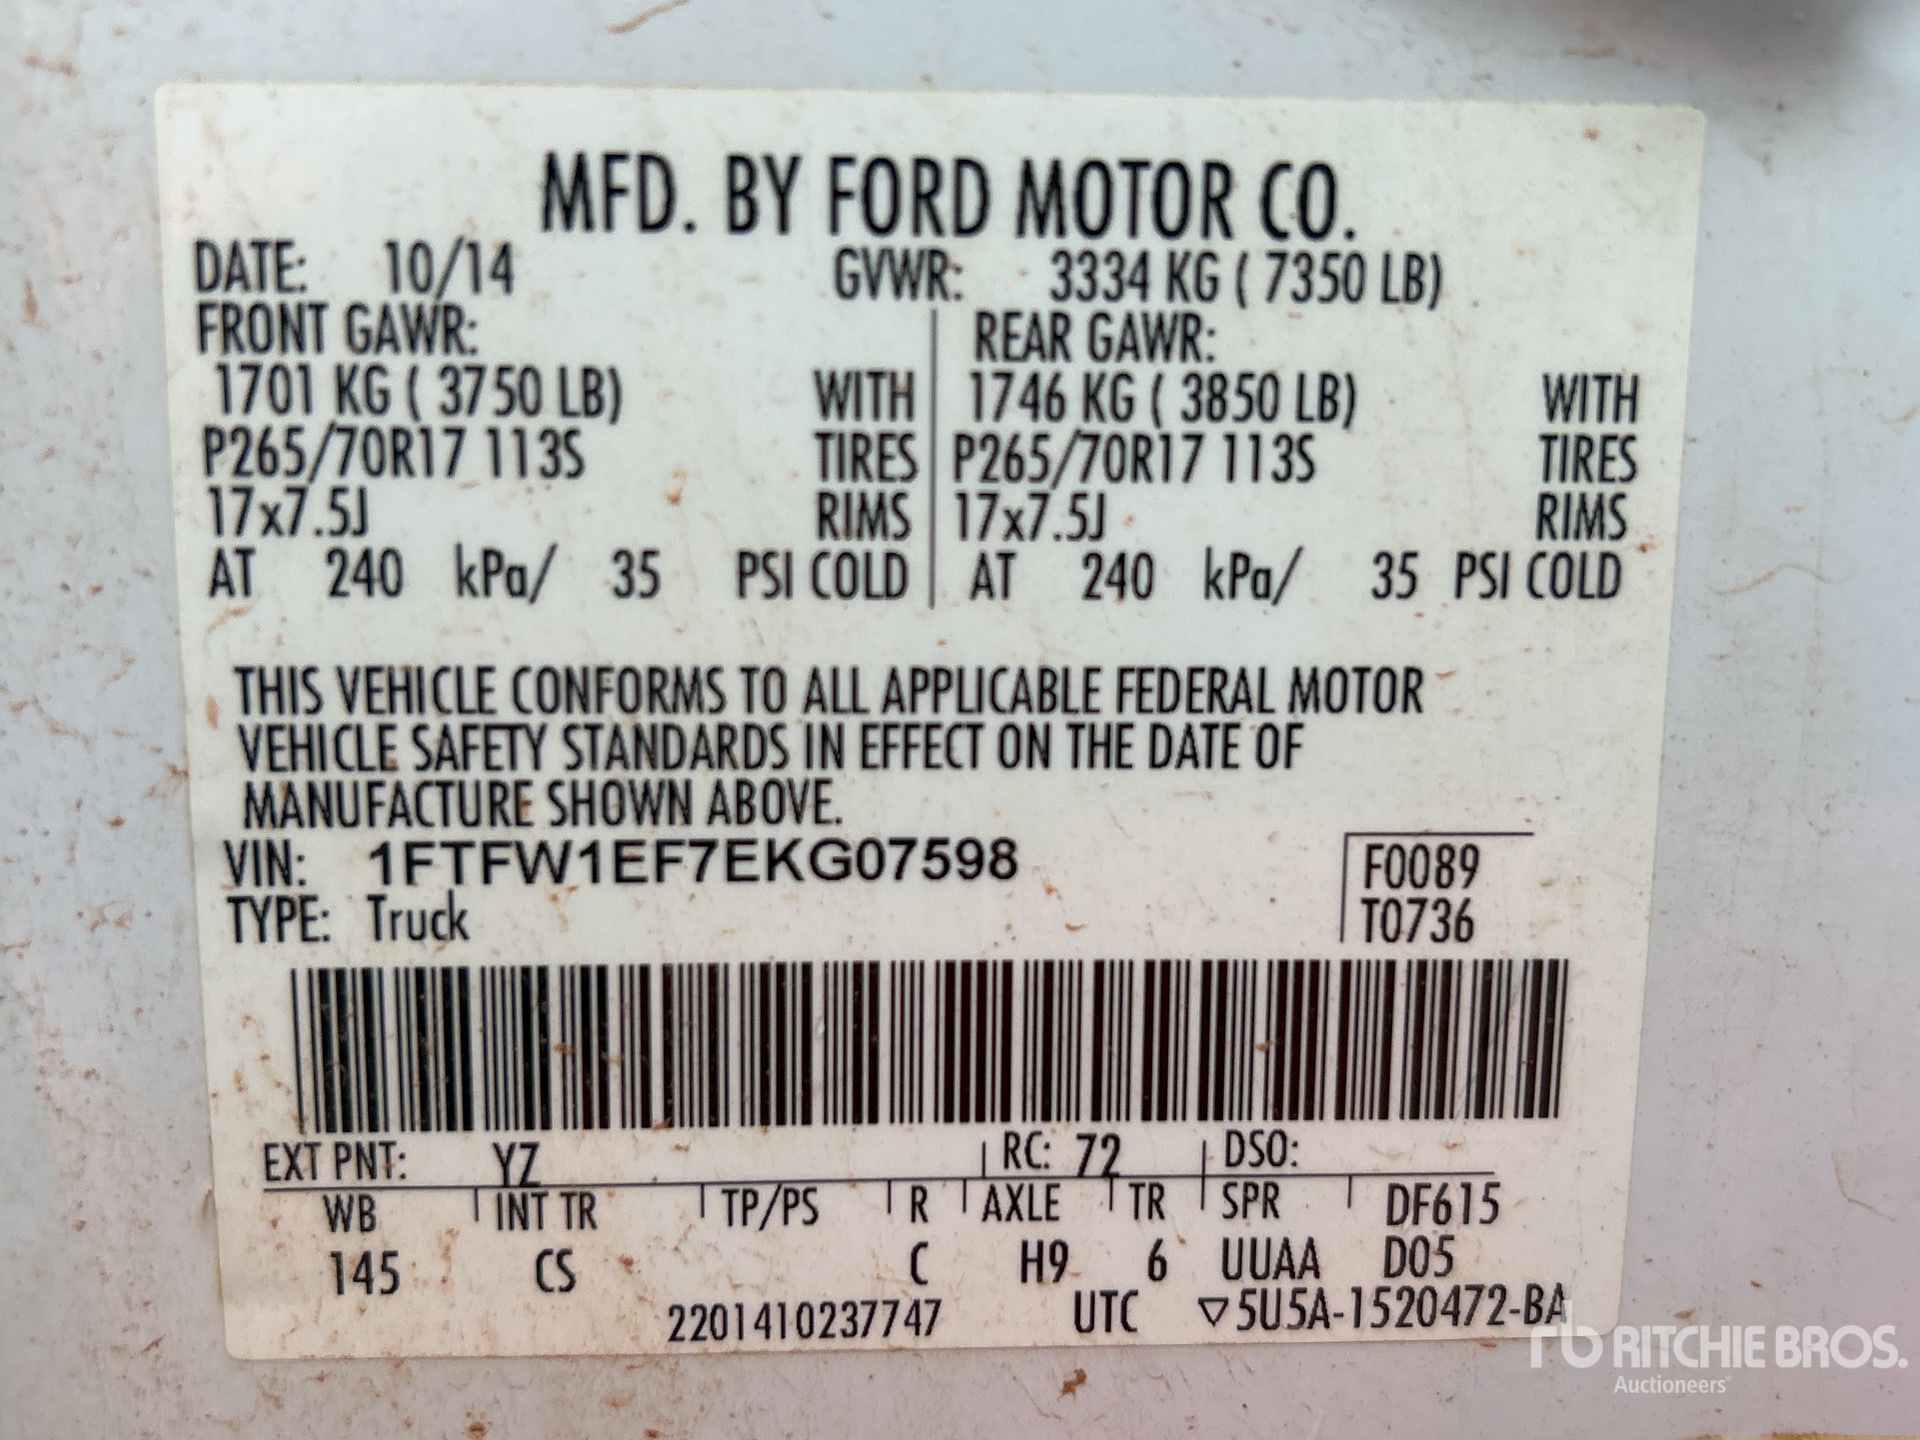 MFD. BY FORD MOTOR CO.
DATE: 10/14 GVWR: 3334 KG ( 7350 LB)
FRONT GAWR: REAR GAWR:
1701 KG ( 3750 LB) WITH 1746 KG ( 3850 LB) WITH
P265/70R17 113S TIRES P265/70R17 113S TIRES
17x7.5J RIMS 17x7.5J RIMS
AT 240 kPa/ 35 PSI COLD AT 240 kPa/ 35 PSI COLD
THIS VEHICLE CONFORMS TO ALL APPLICABLE FEDERAL MOTOR
VEHICLE SAFETY STANDARDS IN EFFECT ON THE DATE OF
MANUFACTURE SHOWN ABOVE.
VIN: 1FTFW1EF7EKG07598 F0089
TYPE: Truck T0736
EXT PNT: YZ RC: 72 DSO:
WB INT TR TP/PS R AXLE TR SPR DF615
145 CS C H9 6 UUAA D05
2201410237747 UTC ▽5U5A-1520472-BA
rb RITCHIE BROS.
Auctioneers